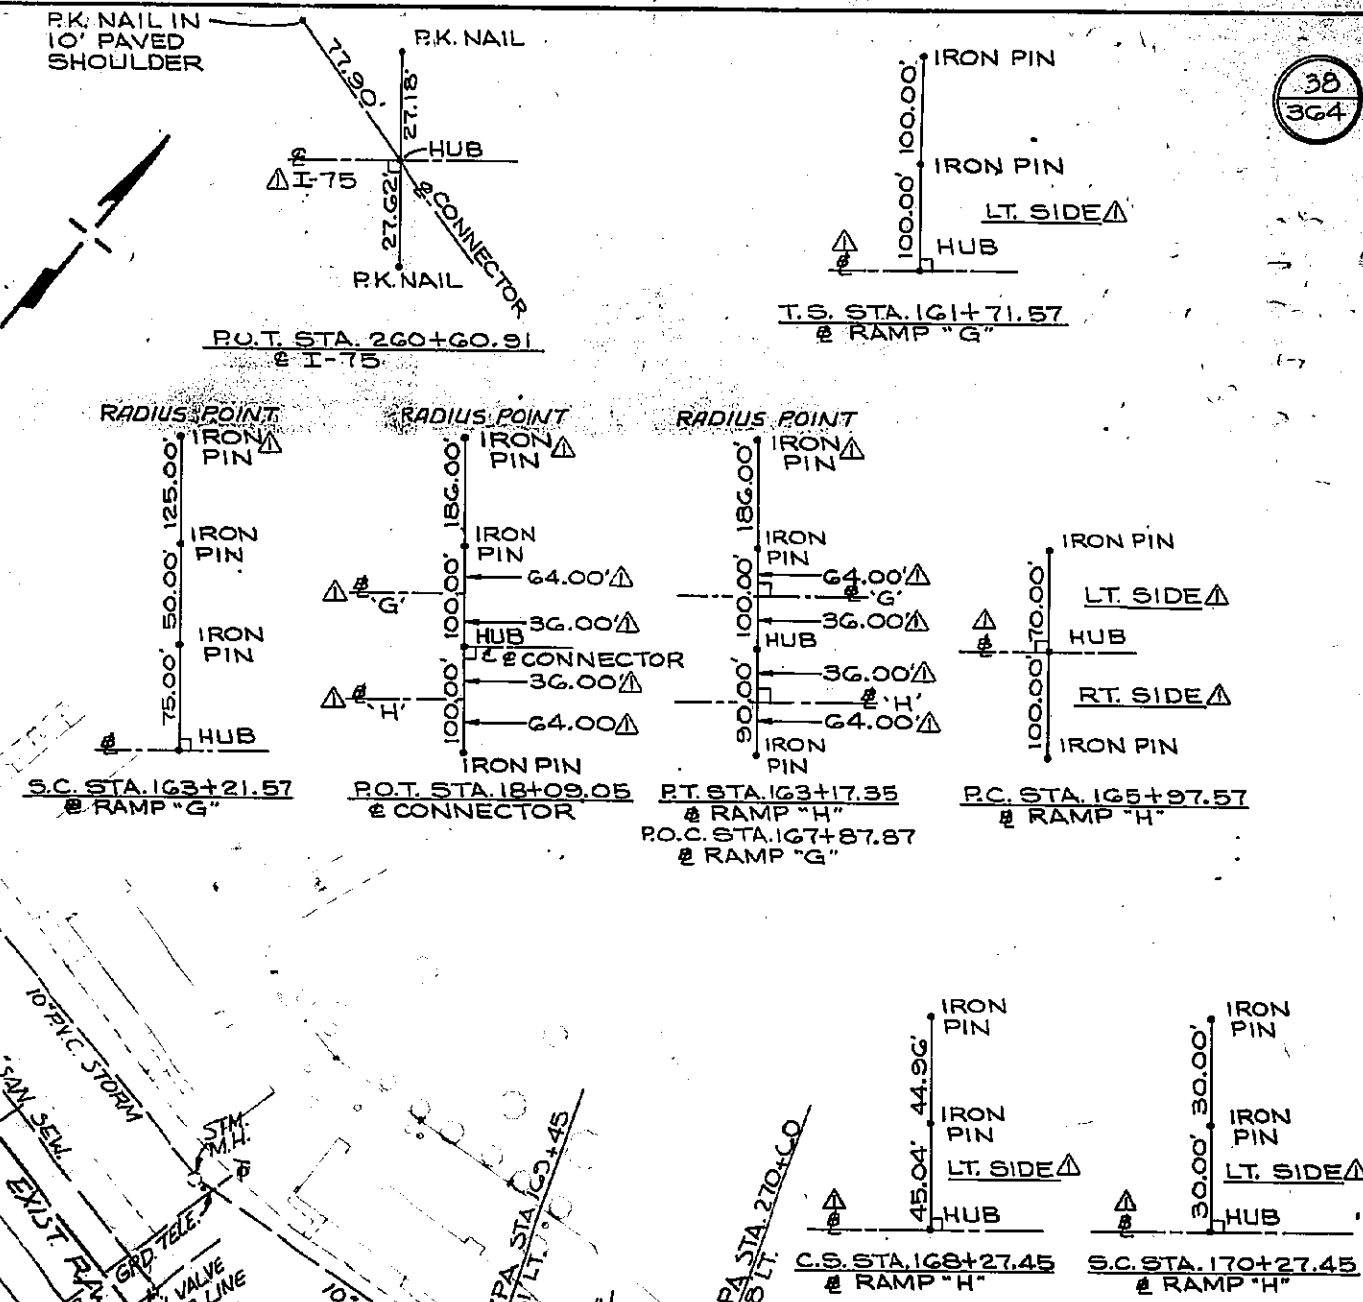 P.K. NAIL IN
10' PAVED
SHOULDER
77.90'
P.K. NAIL
27.18'
HUB
I-75
27.62'
℄ CONNECTOR
P.K. NAIL
P.O.T. STA. 260+60.91
℄ I-75
IRON PIN
100.00'
IRON PIN
100.00'
LT. SIDE
HUB
T.S. STA. 161+71.57
℄ RAMP "G"
38
364
RADIUS POINT
IRON
PIN
125.00'
IRON
PIN
50.00'
IRON
PIN
75.00'
HUB
S.C. STA. 163+21.57
℄ RAMP "G"
RADIUS POINT
IRON
PIN
186.00'
IRON
PIN
64.00'
℄ 'G'
100.00'
36.00'
HUB
℄ CONNECTOR
36.00'
℄ 'H'
100.00'
64.00
IRON PIN
P.O.T. STA. 18+09.05
℄ CONNECTOR
RADIUS POINT
IRON
PIN
186.00'
IRON
PIN
64.00'
℄ 'G'
100.00'
36.00'
HUB
36.00'
℄ 'H'
90.00'
64.00'
IRON
PIN
P.T. STA. 163+17.35
℄ RAMP "H"
P.O.C. STA. 167+87.87
℄ RAMP "G"
IRON PIN
70.00'
LT. SIDE
HUB
RT. SIDE
100.00'
IRON PIN
P.C. STA. 165+97.57
℄ RAMP "H"
10" P.V.C. STORM
SAN. SEW.
STM.
M.H.
EXIST. R/W
GRD. TELE.
VALVE
LINE
10"
STA. 169+45
LT.
STA. 270+60
LT.
IRON
PIN
44.96'
IRON
PIN
45.04'
LT. SIDE
HUB
C.S. STA. 168+27.45
℄ RAMP "H"
IRON
PIN
30.00'
IRON
PIN
30.00'
LT. SIDE
HUB
S.C. STA. 170+27.45
℄ RAMP "H"